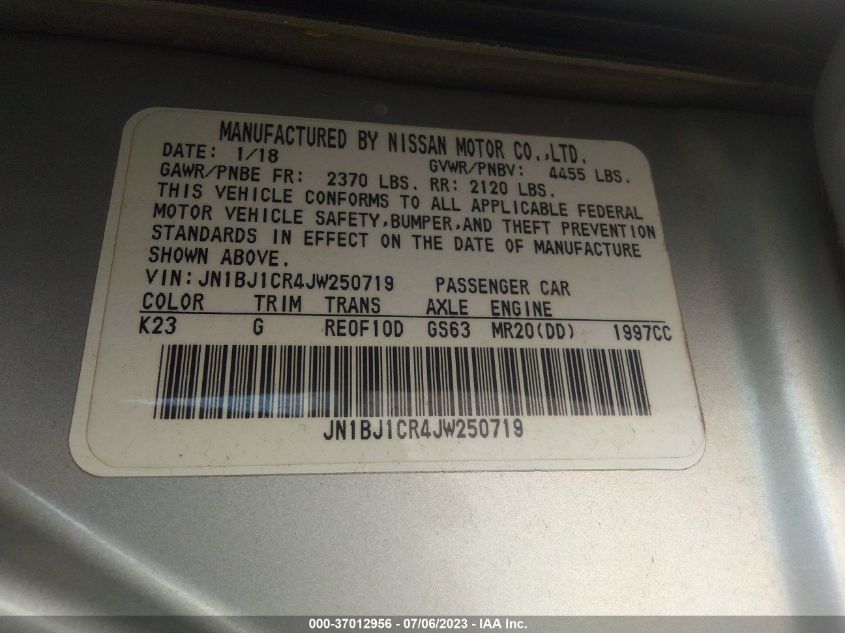 MANUFACTURED BY NISSAN MOTOR CO.,LTD.
DATE: 1/18 GVWR/PNBV: 4455 LBS.
GAWR/PNBE FR: 2370 LBS. RR: 2120 LBS.
THIS VEHICLE CONFORMS TO ALL APPLICABLE FEDERAL
MOTOR VEHICLE SAFETY,BUMPER,AND THEFT PREVENTION
STANDARDS IN EFFECT ON THE DATE OF MANUFACTURE
SHOWN ABOVE.
VIN:JN1BJ1CR4JW250719 PASSENGER CAR
COLOR TRIM TRANS AXLE ENGINE
K23 G RE0F10D GS63 MR20(DD) 1997CC
JN1BJ1CR4JW250719
000-37012956 - 07/06/2023 - IAA Inc.